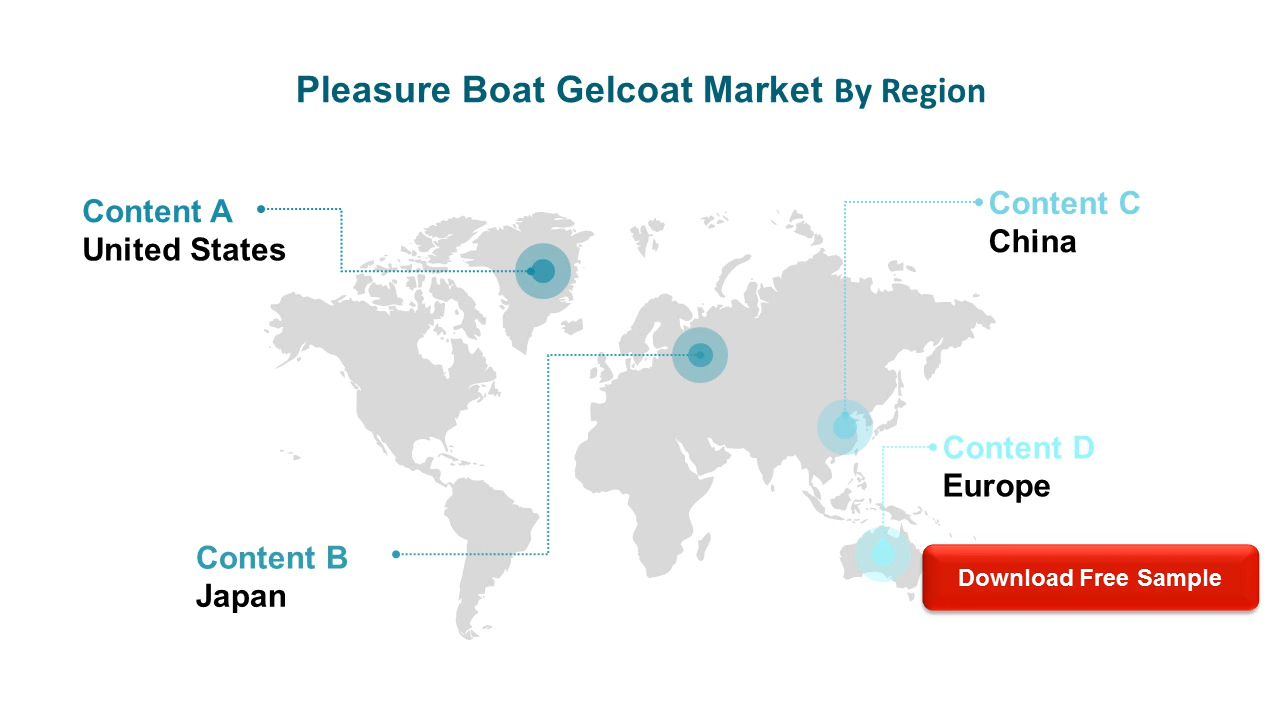 Pleasure Boat Gelcoat Market By Region
Content A
United States
Content C
China
Content D
Europe
Content B
Japan
Download Free Sample